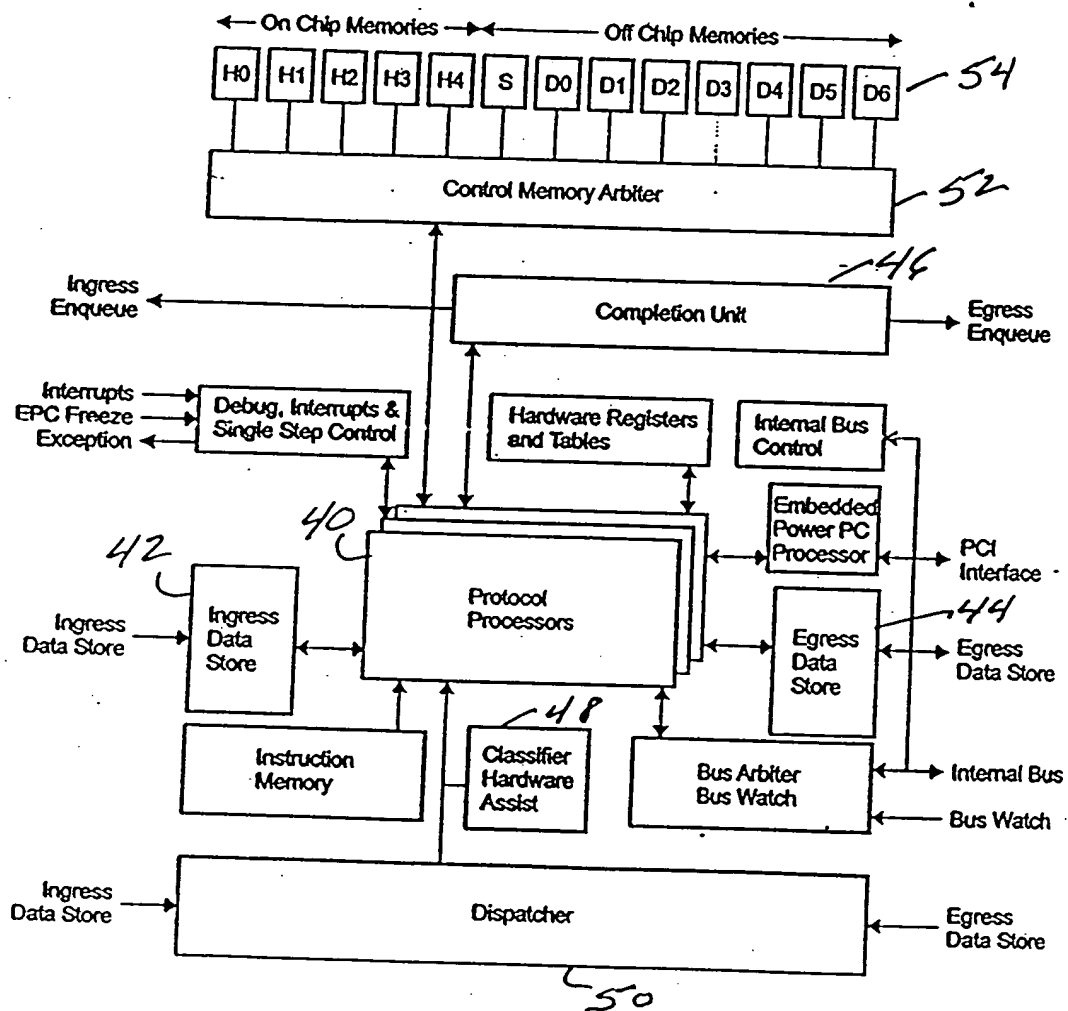 On Chip Memories Off Chip Memories
H0 H1 H2 H3 H4 S D0 D1 D2 D3 D4 D5 D6 54
Control Memory Arbiter 52
46
Ingress
Enqueue
Completion Unit
Egress
Enqueue
Interrupts
EPC Freeze
Exception
Debug, Interrupts &
Single Step Control
Hardware Registers
and Tables
Internal Bus
Control
Embedded
Power PC
Processor
PCI
Interface
40
42
Protocol
Processors
Ingress
Data Store
Ingress
Data
Store
44
Egress
Data
Store
Egress
Data Store
48
Instruction
Memory
Classifier
Hardware
Assist
Bus Arbiter
Bus Watch
Internal Bus
Bus Watch
Ingress
Data Store
Dispatcher
Egress
Data Store
50